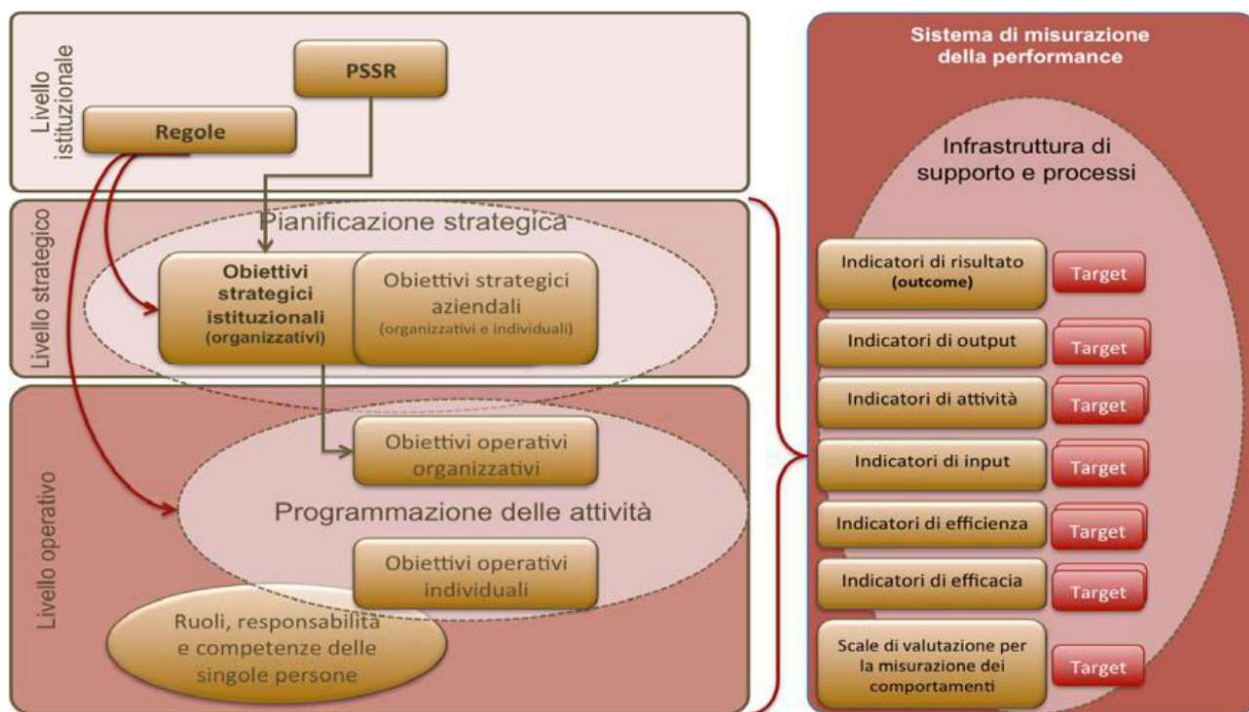 Livello
istituzionale
PSSR
Regole
Livello strategico
Pianificazione strategica
Obiettivi
strategici
istituzionali
(organizzativi)
Obiettivi strategici
aziendali
(organizzativi e individuali)
Livello operativo
Obiettivi operativi
organizzativi
Programmazione delle attività
Obiettivi operativi
individuali
Ruoli, responsabilità
e competenze delle
singole persone
Sistema di misurazione
della performance
Infrastruttura di
supporto e processi
Indicatori di risultato
(outcome)
Target
Indicatori di output
Target
Indicatori di attività
Target
Indicatori di input
Target
Indicatori di efficienza
Target
Indicatori di efficacia
Target
Scale di valutazione per
la misurazione dei
comportamenti
Target